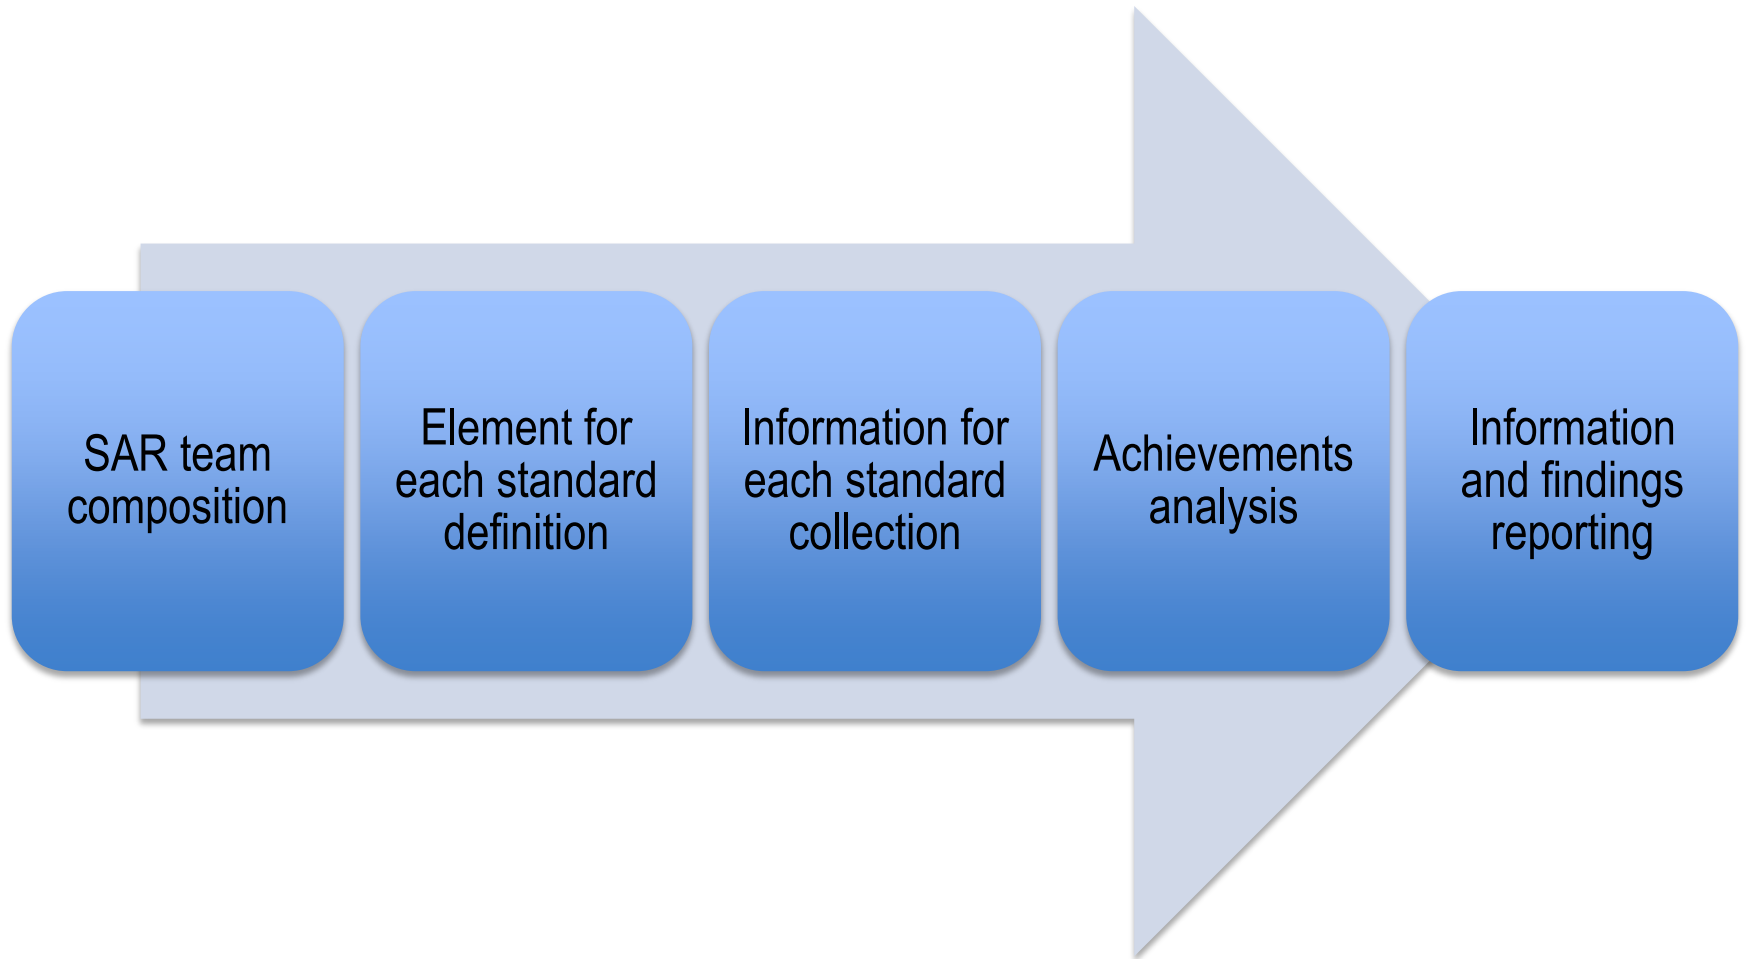 SAR team
composition
Element for
each standard
definition
Information for
each standard
collection
Achievements
analysis
Information
and findings
reporting